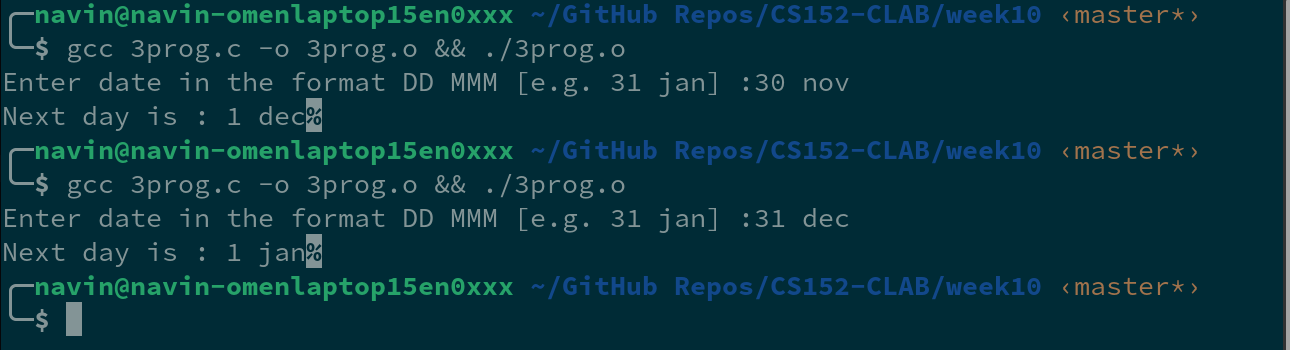 navin@navin-omenlaptop15en0xxx ~/GitHub Repos/CS152-CLAB/week10 ‹master*›
$ gcc 3prog.c -o 3prog.o && ./3prog.o
Enter date in the format DD MMM [e.g. 31 jan] :30 nov
Next day is : 1 dec%
navin@navin-omenlaptop15en0xxx ~/GitHub Repos/CS152-CLAB/week10 ‹master*›
$ gcc 3prog.c -o 3prog.o && ./3prog.o
Enter date in the format DD MMM [e.g. 31 jan] :31 dec
Next day is : 1 jan%
navin@navin-omenlaptop15en0xxx ~/GitHub Repos/CS152-CLAB/week10 ‹master*›
$